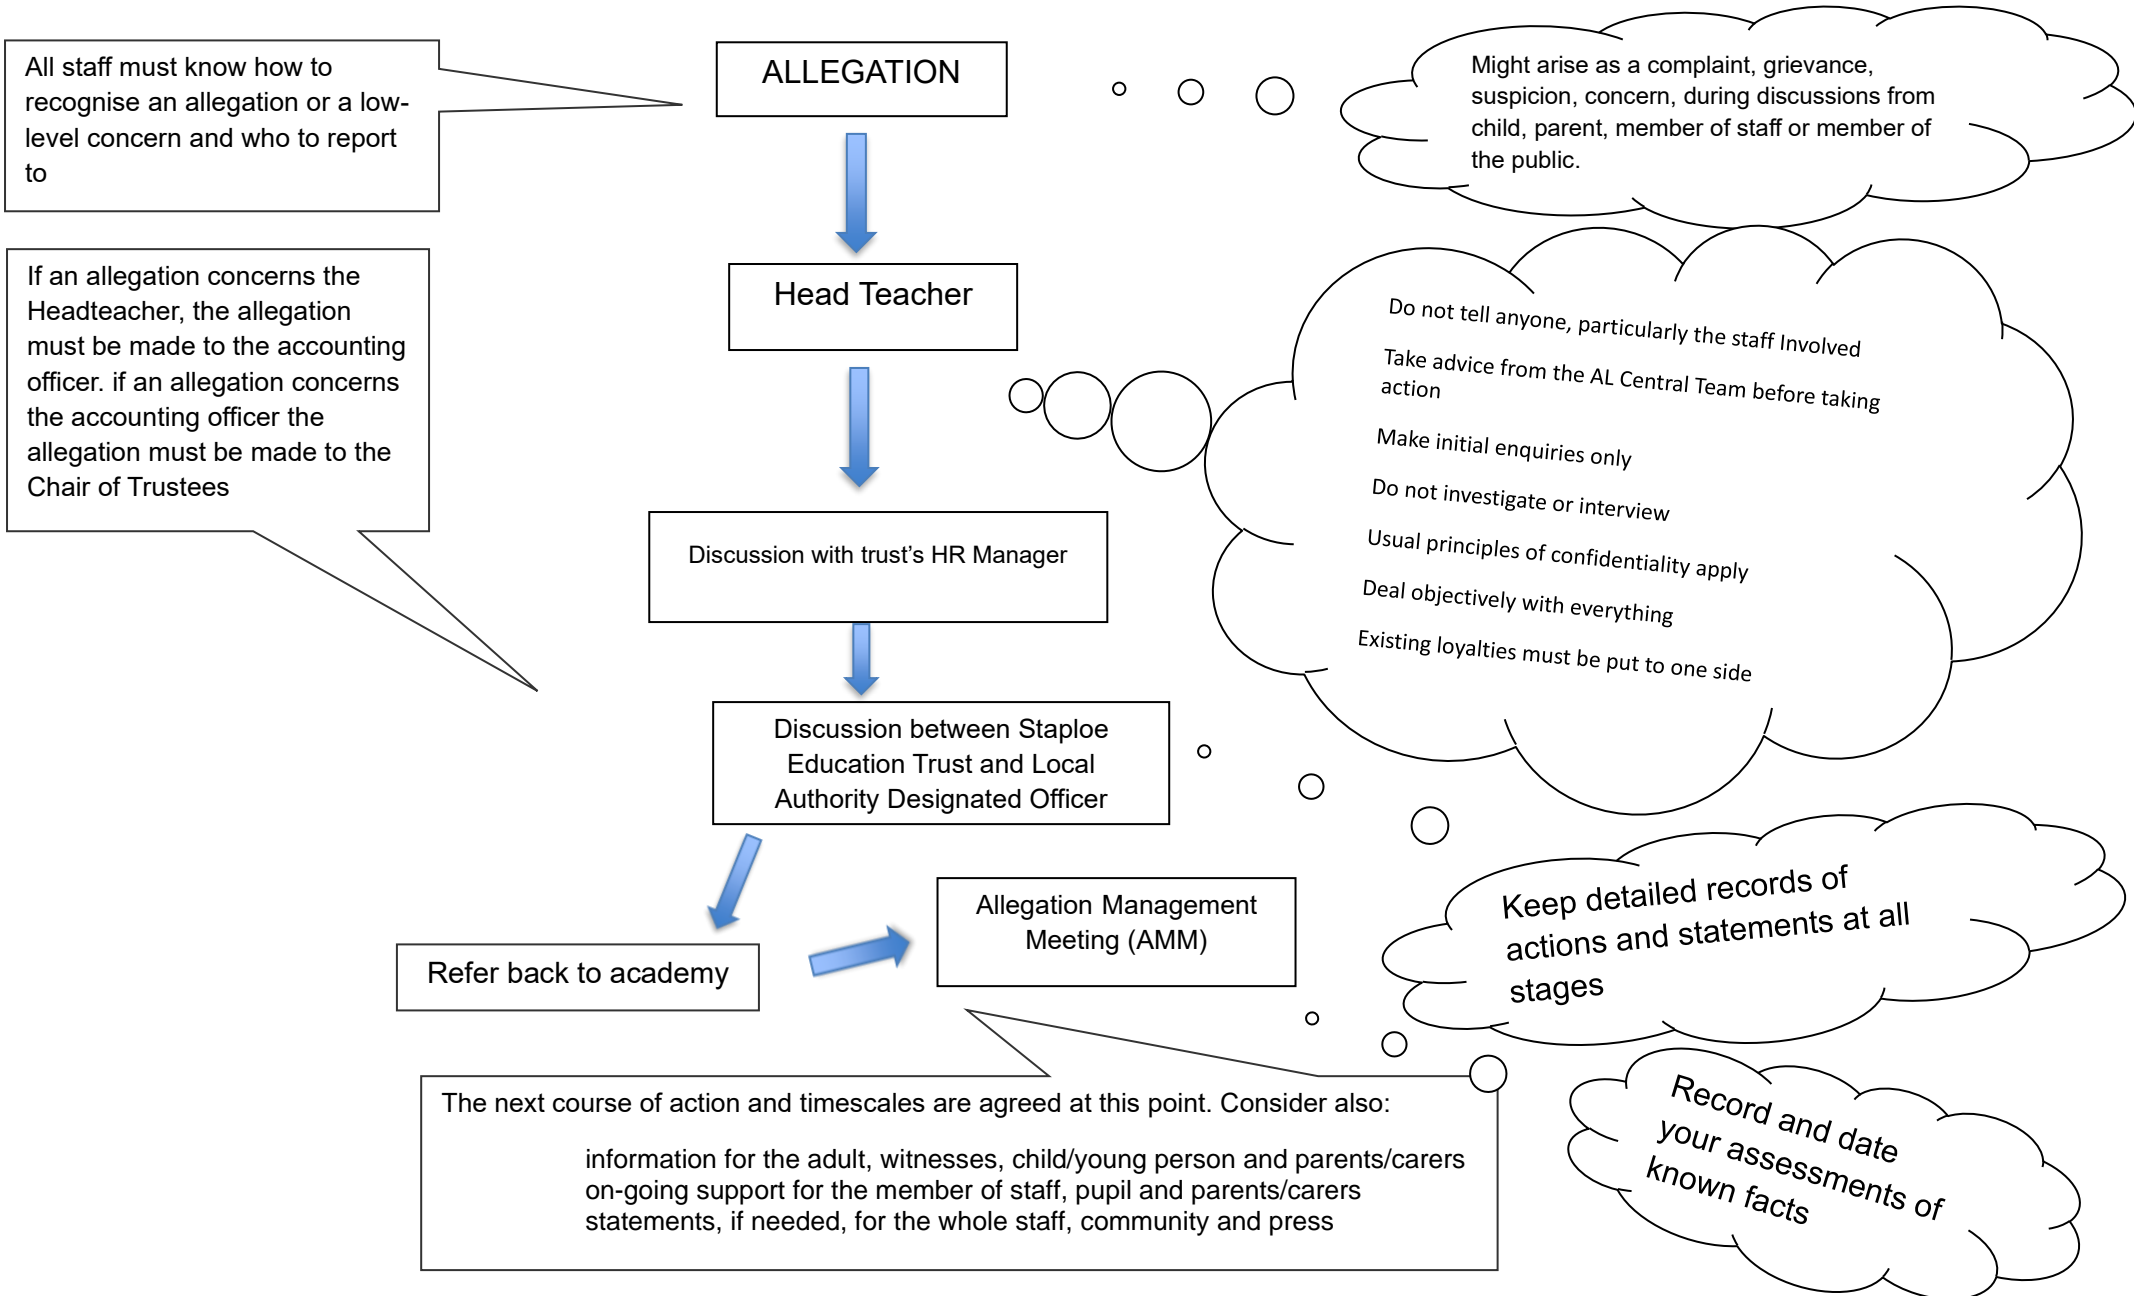 All staff must know how to
recognise an allegation or a low-
level concern and who to report
to
ALLEGATION
Might arise as a complaint, grievance,
suspicion, concern, during discussions from
child, parent, member of staff or member of
the public.
If an allegation concerns the
Headteacher, the allegation
must be made to the accounting
officer. if an allegation concerns
the accounting officer the
allegation must be made to the
Chair of Trustees
Head Teacher
Do not tell anyone, particularly the staff Involved
Take advice from the AL Central Team before taking
action
Make initial enquiries only
Do not investigate or interview
Usual principles of confidentiality apply
Deal objectively with everything
Existing loyalties must be put to one side
Discussion with trust’s HR Manager
Discussion between Staploe
Education Trust and Local
Authority Designated Officer
Keep detailed records of
actions and statements at all
stages
Refer back to academy
Allegation Management
Meeting (AMM)
Record and date
your assessments of
known facts
The next course of action and timescales are agreed at this point. Consider also:
information for the adult, witnesses, child/young person and parents/carers
on-going support for the member of staff, pupil and parents/carers
statements, if needed, for the whole staff, community and press